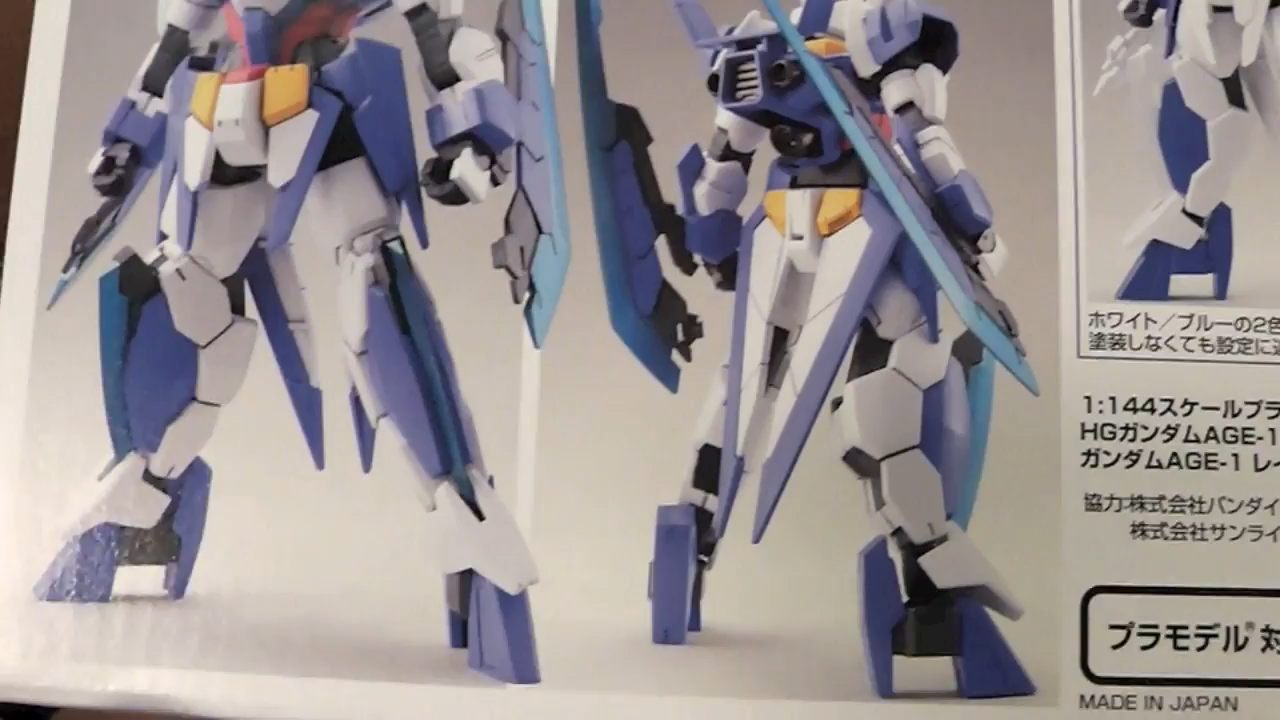 ホワイト／ブルーの2色
塗装しなくても設定に近
1:144スケールプラ
HGガンダムAGE-1
ガンダムAGE-1 レイ
協力:株式会社バンダイ
株式会社サンライ
プラモデル® 対
MADE IN JAPAN